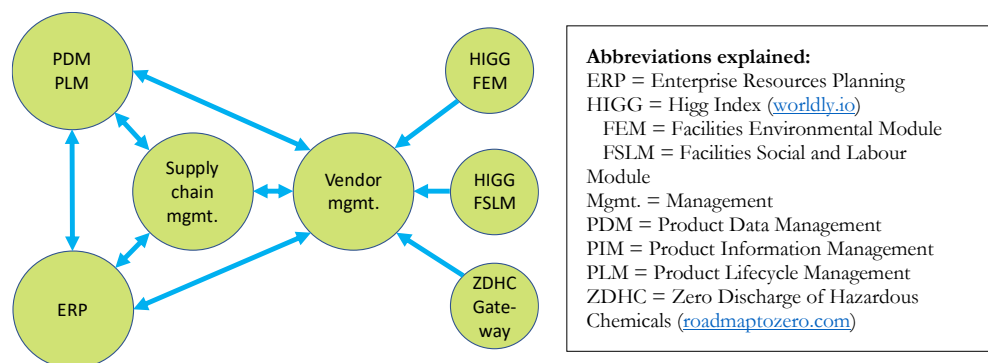 PDM
PLM
HIGG
FEM
Supply
chain
mgmt.
Vendor
mgmt.
HIGG
FSLM
ERP
ZDHC
Gate-
way
Abbreviations explained:
ERP = Enterprise Resources Planning
HIGG = Higg Index (worldly.io)
FEM = Facilities Environmental Module
FSLM = Facilities Social and Labour
Module
Mgmt. = Management
PDM = Product Data Management
PIM = Product Information Management
PLM = Product Lifecycle Management
ZDHC = Zero Discharge of Hazardous
Chemicals (roadmaptozero.com)